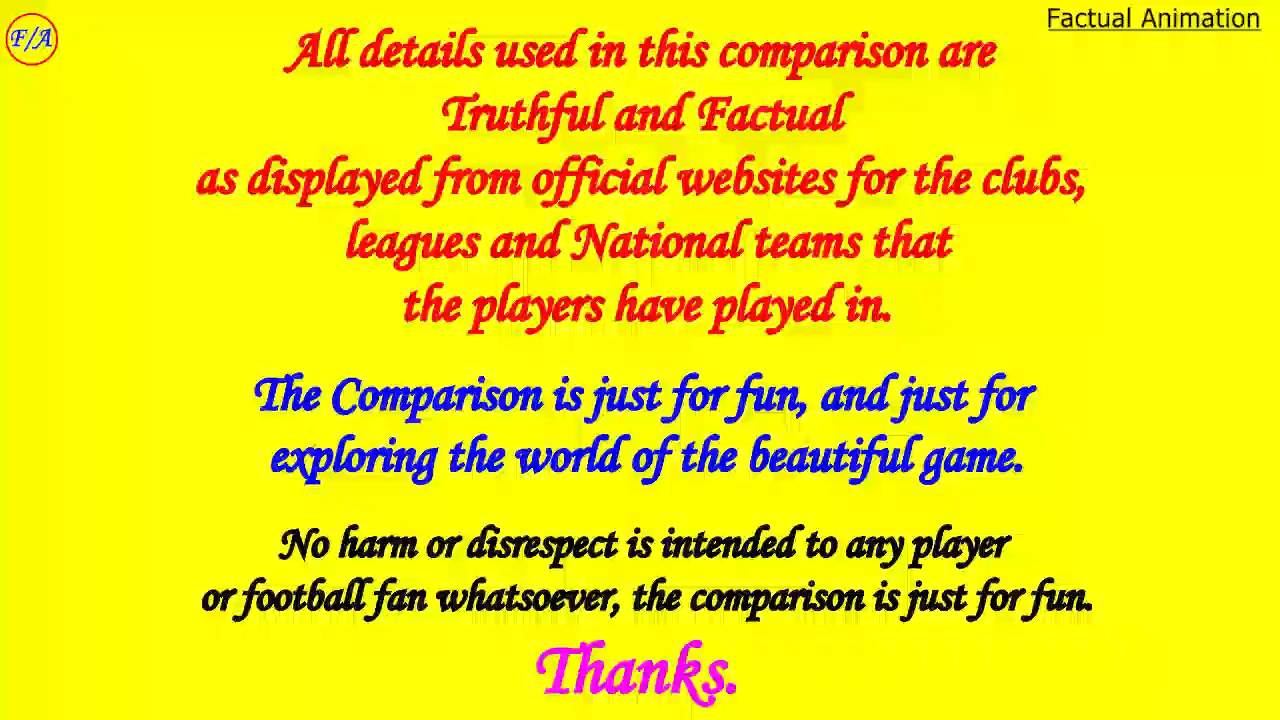 F/A
Factual Animation
All details used in this comparison are
Truthful and Factual
as displayed from official websites for the clubs,
leagues and National teams that
the players have played in.
The Comparison is just for fun, and just for
exploring the world of the beautiful game.
No harm or disrespect is intended to any player
or football fan whatsoever, the comparison is just for fun.
Thanks.